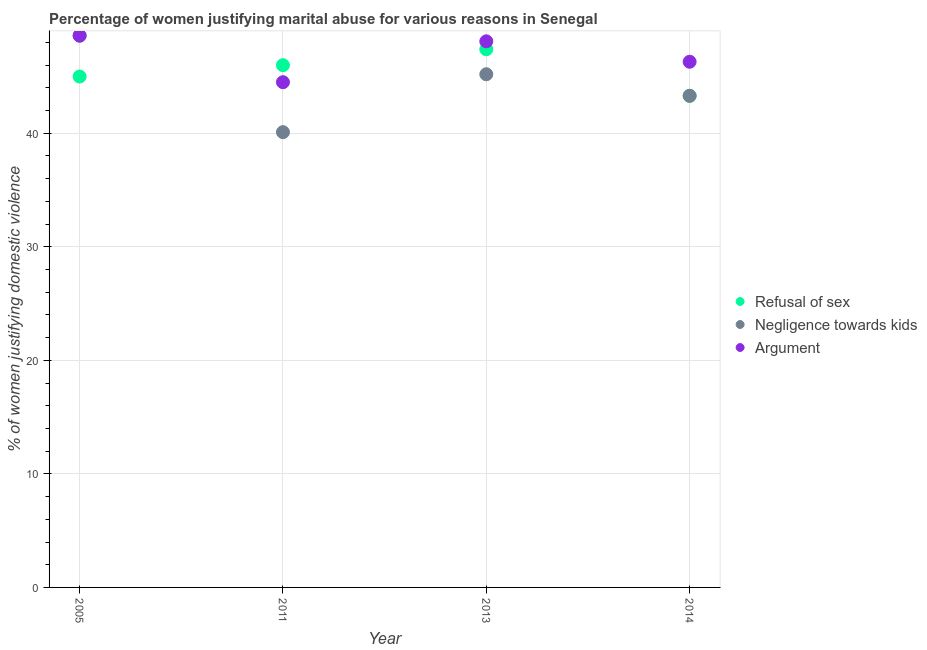 Percentage of women justifying marital abuse for various reasons in Senegal
% of women justifying domestic violence
40
30
20
10
0
2005
2011
2013
2014
Year
Refusal of sex
Negligence towards kids
Argument